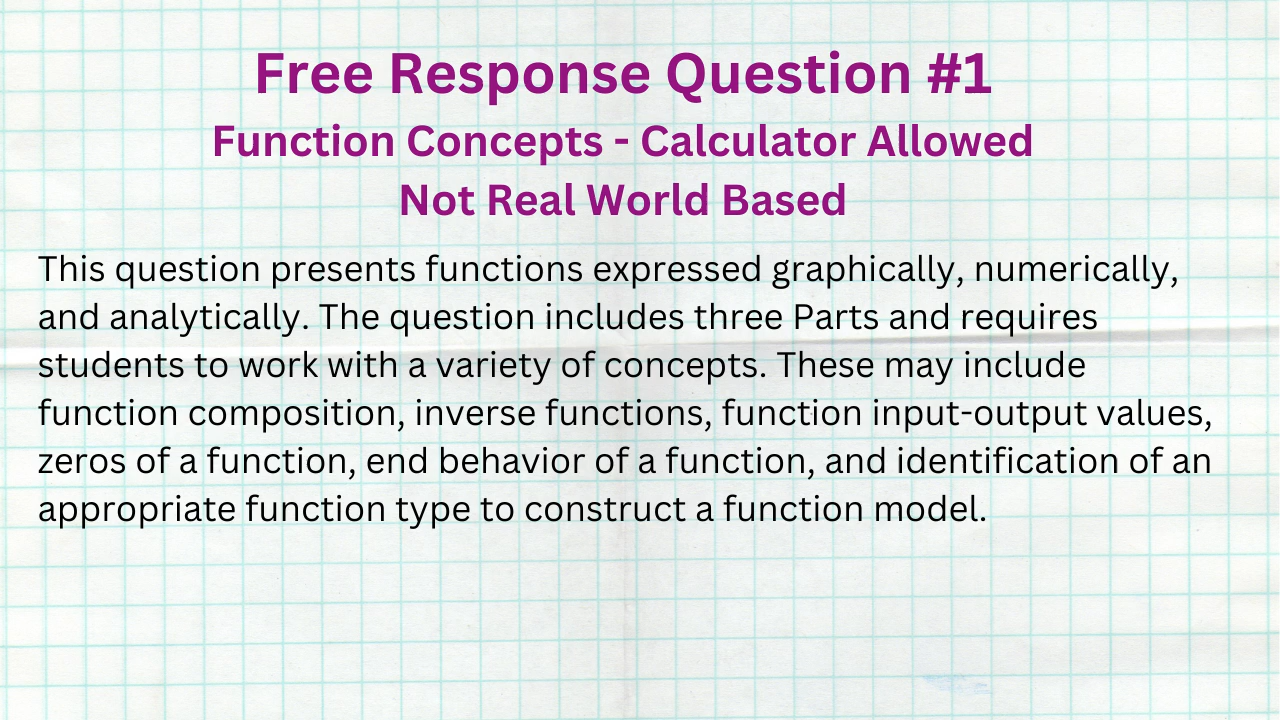 Free Response Question #1
Function Concepts - Calculator Allowed
Not Real World Based
This question presents functions expressed graphically, numerically,
and analytically. The question includes three Parts and requires
students to work with a variety of concepts. These may include
function composition, inverse functions, function input-output values,
zeros of a function, end behavior of a function, and identification of an
appropriate function type to construct a function model.